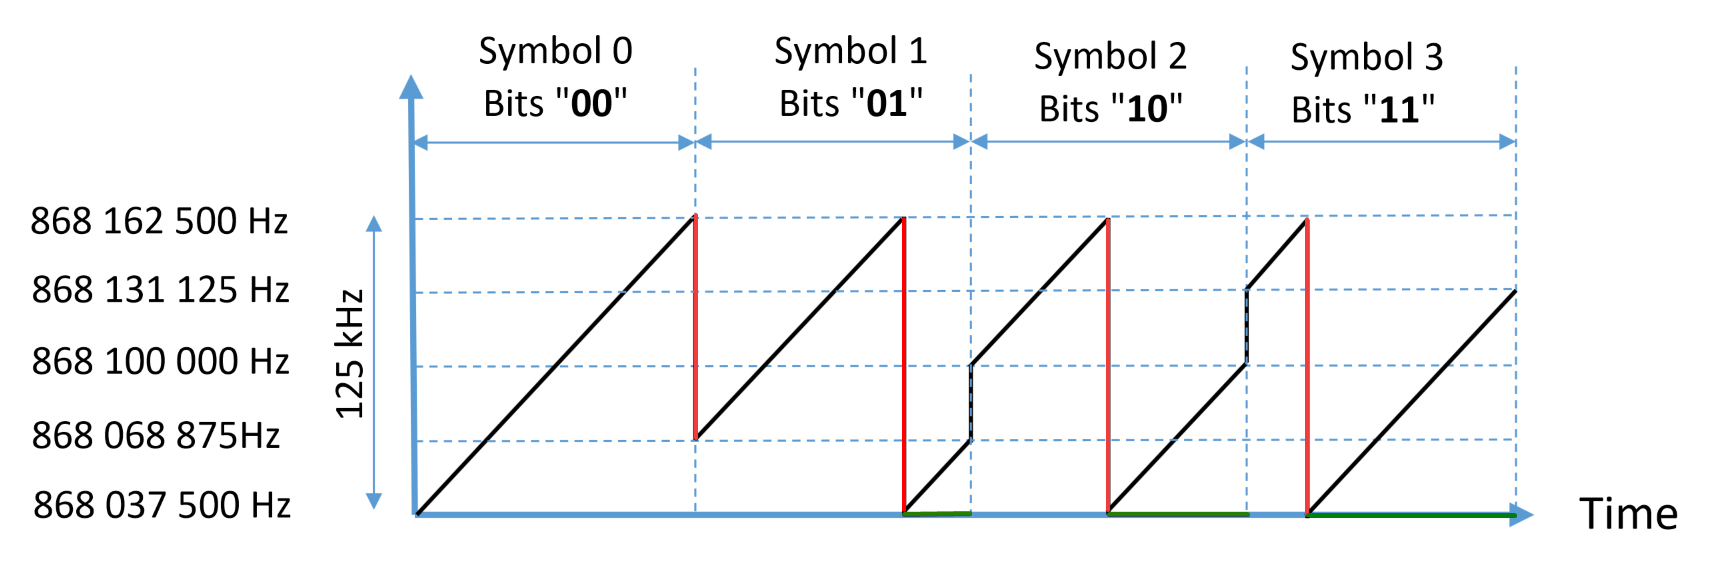 Symbol 0
Bits "00"
Symbol 1
Bits "01"
Symbol 2
Bits "10"
Symbol 3
Bits "11"
868 162 500 Hz
868 131 125 Hz
868 100 000 Hz
868 068 875Hz
868 037 500 Hz
125 kHz
Time